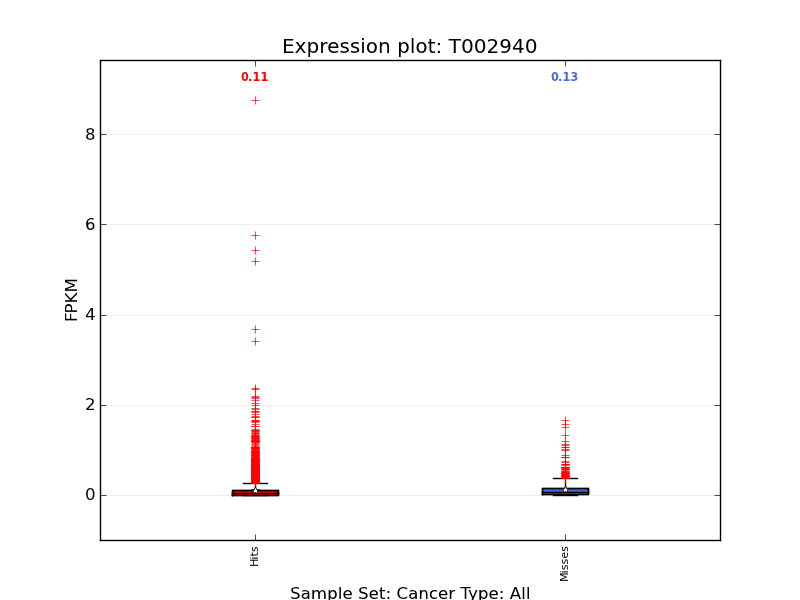 Expression plot: T002940
0.11
0.13
8
6
4
2
0
FPKM
Hits
Misses
Sample Set: Cancer Type: All